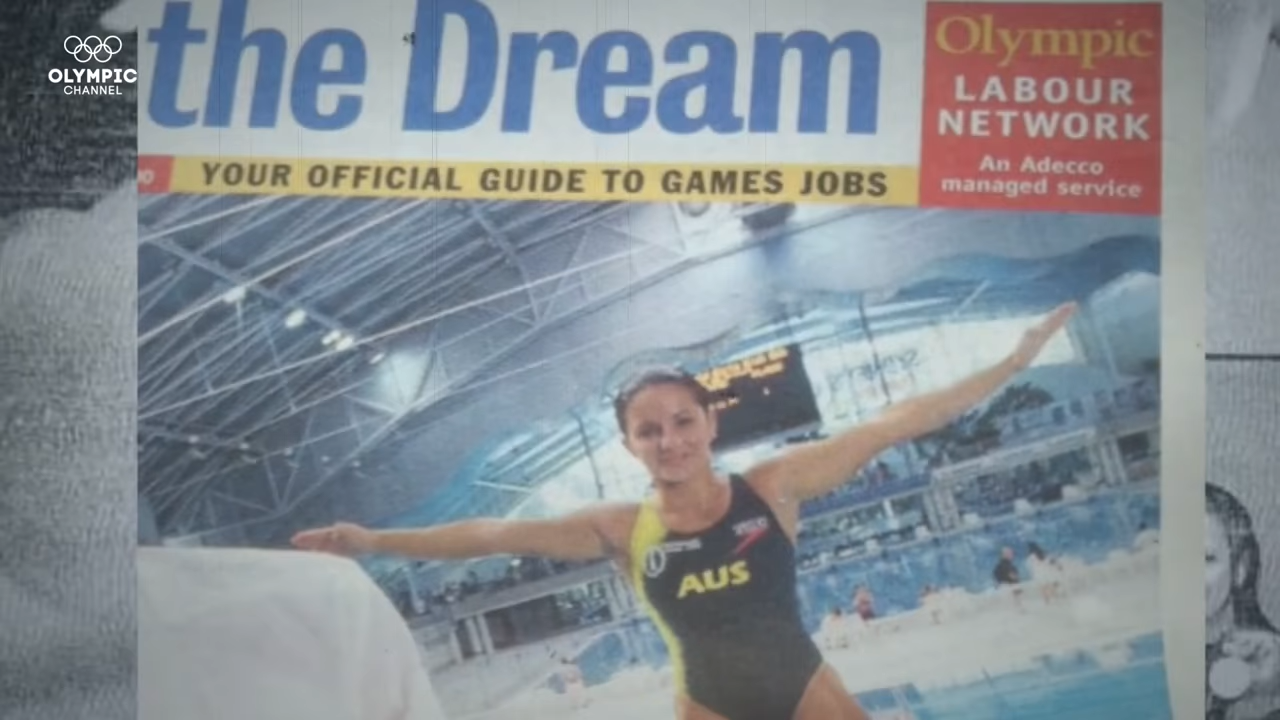 OLYMPIC
CHANNEL
the Dream
Olympic
LABOUR
NETWORK
An Adecco
managed service
YOUR OFFICIAL GUIDE TO GAMES JOBS
AUS